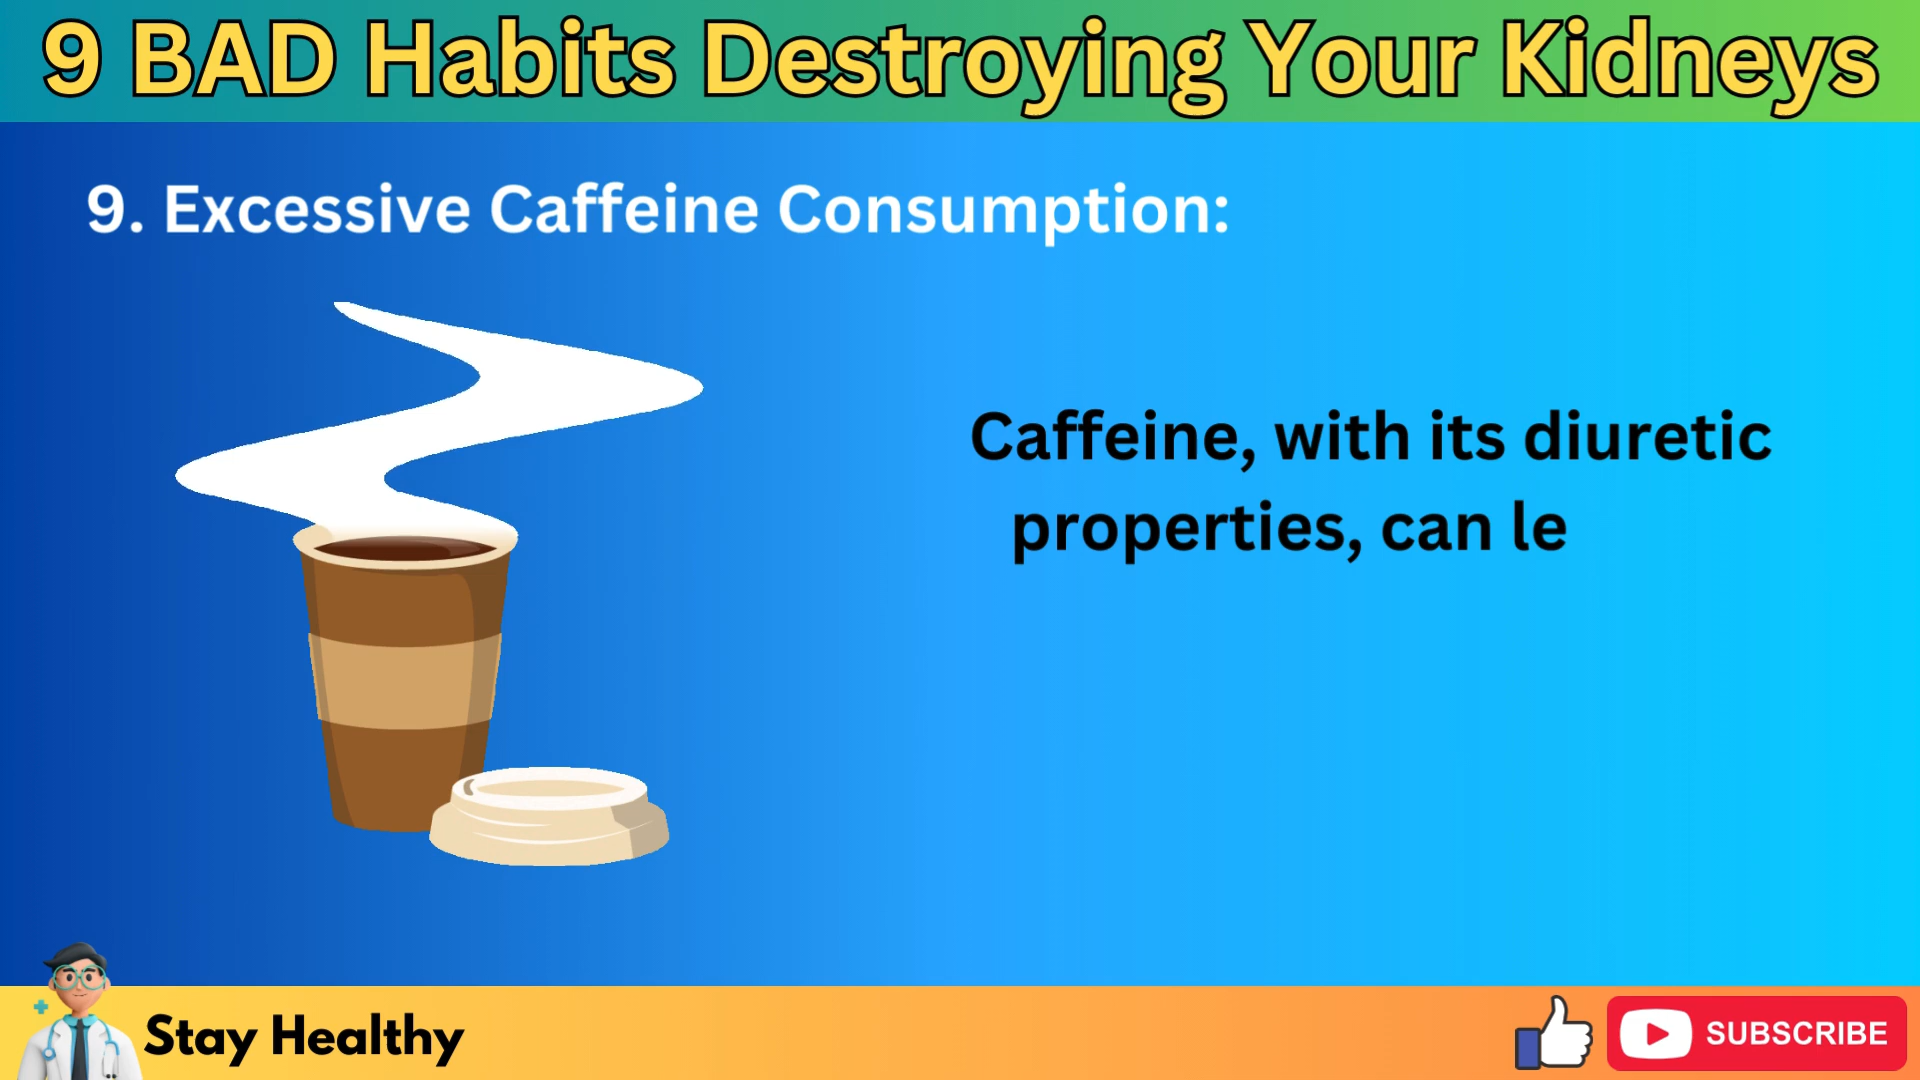 9 BAD Habits Destroying Your Kidneys
9. Excessive Caffeine Consumption:
Caffeine, with its diuretic
properties, can le
Stay Healthy
SUBSCRIBE